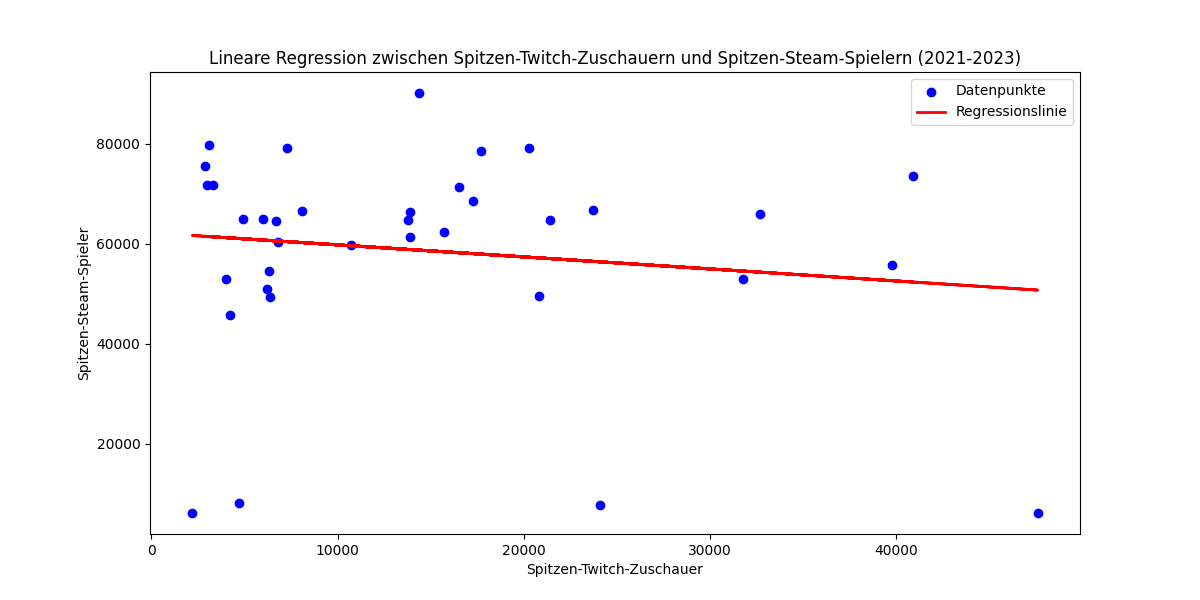 Lineare Regression zwischen Spitzen-Twitch-Zuschauern und Spitzen-Steam-Spielern (2021-2023)
Datenpunkte
Regressionslinie
80000
60000
40000
20000
Spitzen-Steam-Spieler
0
10000
20000
30000
40000
Spitzen-Twitch-Zuschauer